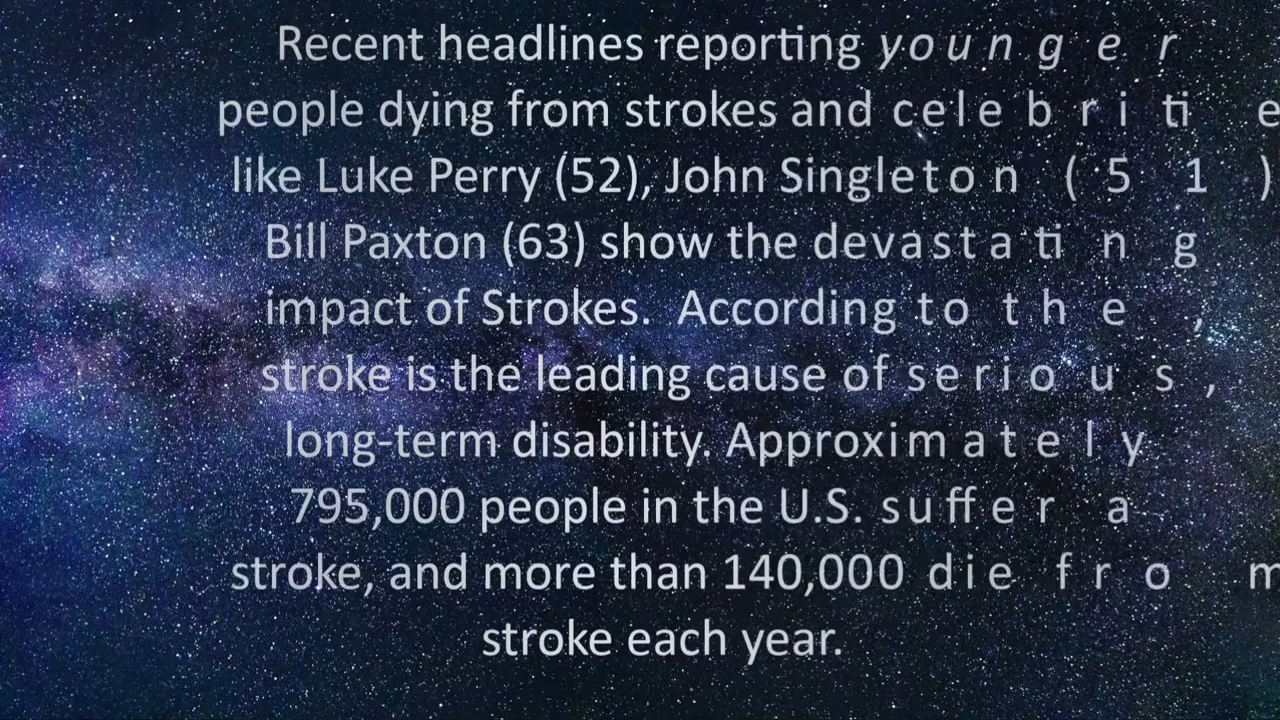 Recent headlines reporting younger
people dying from strokes and celebritie
like Luke Perry (52), John Singleton (51)
Bill Paxton (63) show the devastating
impact of Strokes. According to the ,
stroke is the leading cause of serious,
long-term disability. Approximately
795,000 people in the U.S. suffer a
stroke, and more than 140,000 die from
stroke each year.